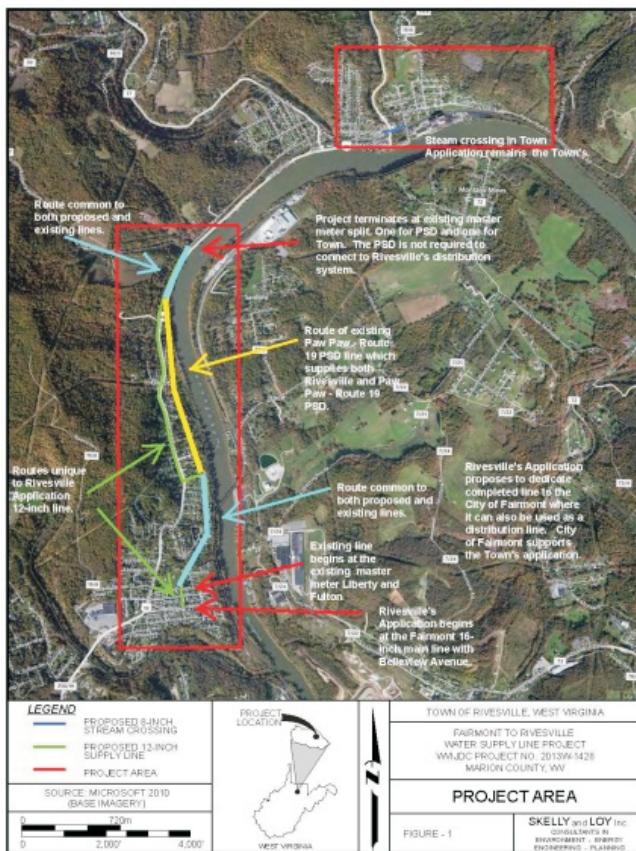 Steam crossing in Town
Application remains the Town's.
Route common to
both proposed and
existing lines.
Project terminates at existing master
meter split. One for PSD and one for
Town. The PSD is not required to
connect to Rivesville's distribution
system.
Route of existing
Paw Paw - Route
19 PSD line which
supplies both
Rivesville and Paw
Paw - Route 19
PSD.
Routes unique
to Rivesville
Application
12-inch line.
Route common to
both proposed and
existing lines.
Rivesville's Application
proposes to dedicate
completed line to the
City of Fairmont where
it can also be used as a
distribution line. City
of Fairmont supports
the Town's application.
Existing line
begins at the
existing master
meter Liberty and
Fulton
Rivesville's
Application begins
at the Fairmont 16-
inch main line with
Belleview Avenue.
LEGEND
PROPOSED 8-INCH
STREAM CROSSING
PROPOSED 12-INCH
SUPPLY LINE
PROJECT AREA
SOURCE: MICROSOFT 2010
(BASE IMAGERY)
0 720m
0 2,000' 4,000'
PROJECT
LOCATION
WEST VIRGINIA
Z
TOWN OF RIVESVILLE, WEST VIRGINIA
FAIRMONT TO RIVESVILLE
WATER SUPPLY LINE PROJECT
WVIJDC PROJECT NO. 2013W-1428
MARION COUNTY, WV
PROJECT AREA
FIGURE - 1
SKELLY and LOY Inc.
CONSULTANTS IN
ENVIRONMENT - ENERGY
ENGINEERING - PLANNING